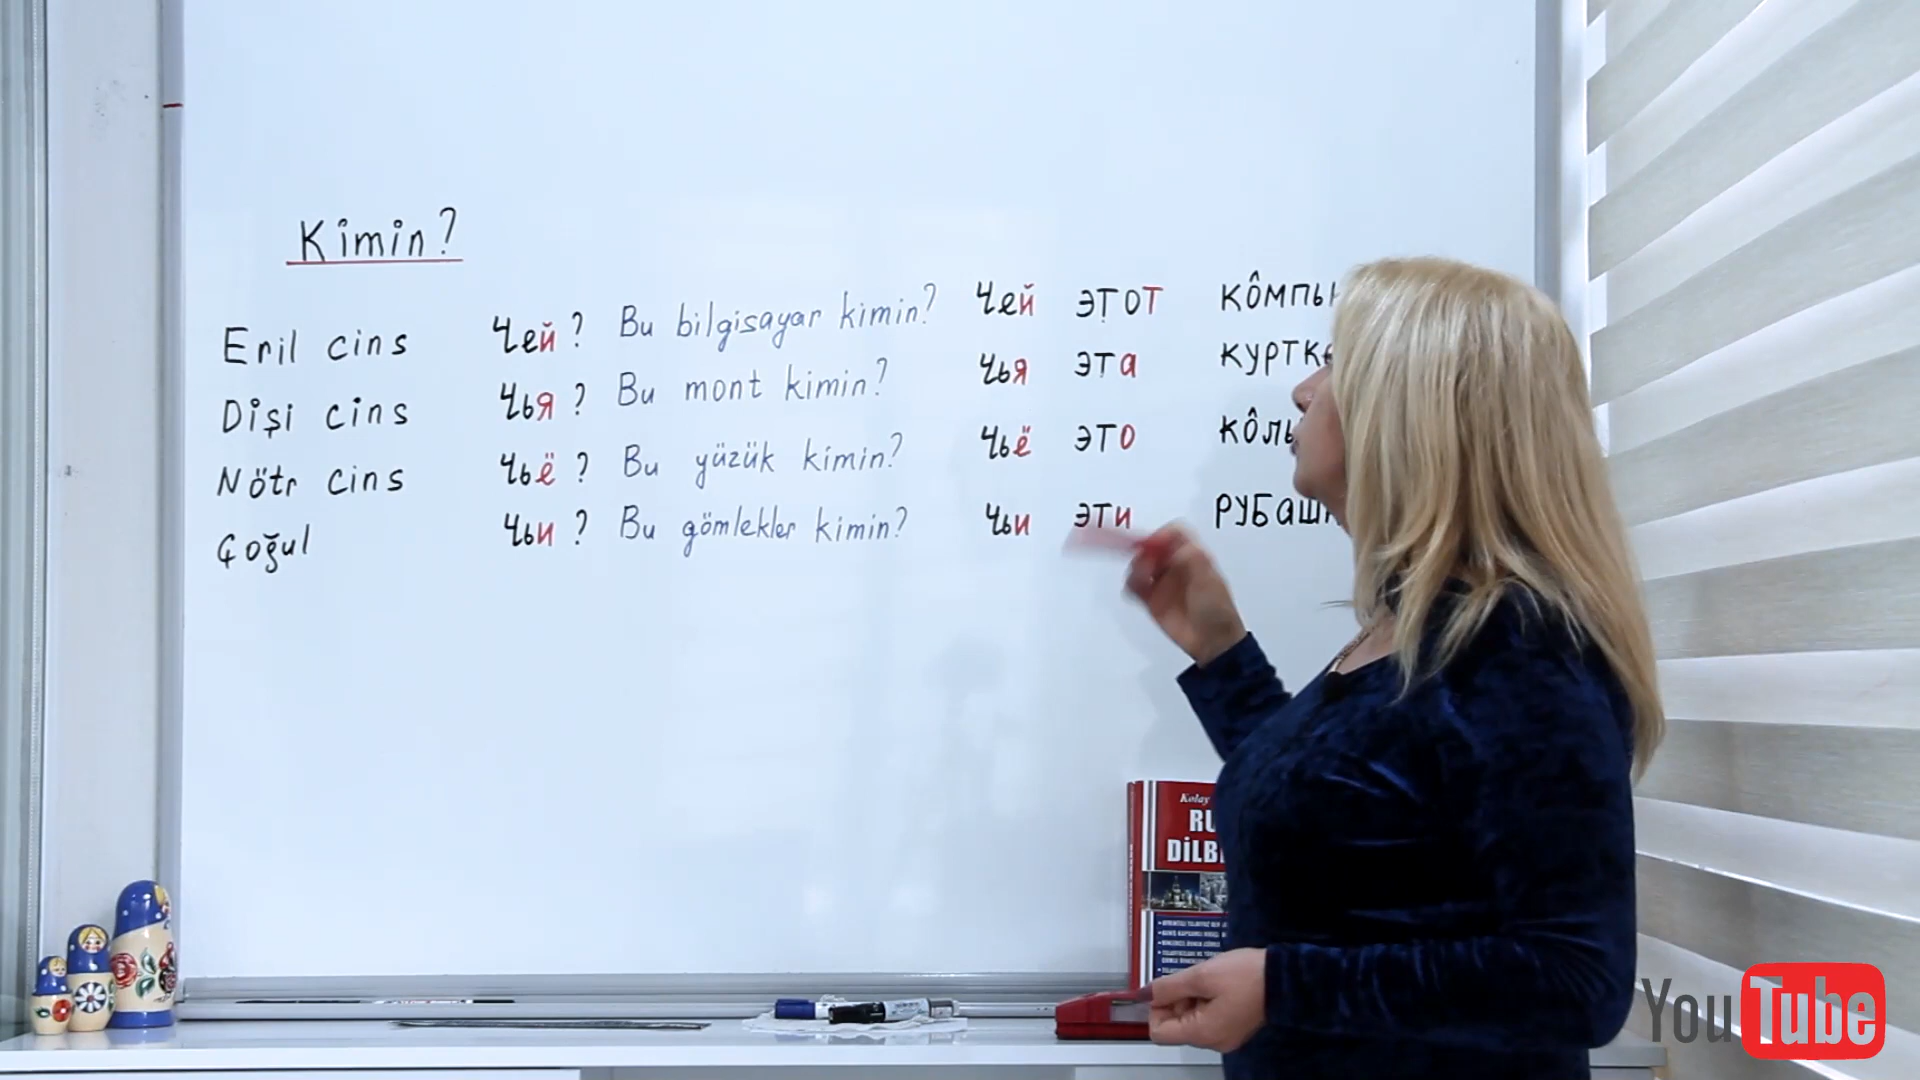 Kimin?
Eril cins Чей? Bu bilgisayar kimin? Чей этот
Dişi cins Чья? Bu mont kimin? Чья эта
Nötr cins Чьё? Bu yüzük kimin? Чьё это
Çoğul Чьи? Bu gömlekler kimin? Чьи эти
Kolay
YouTube